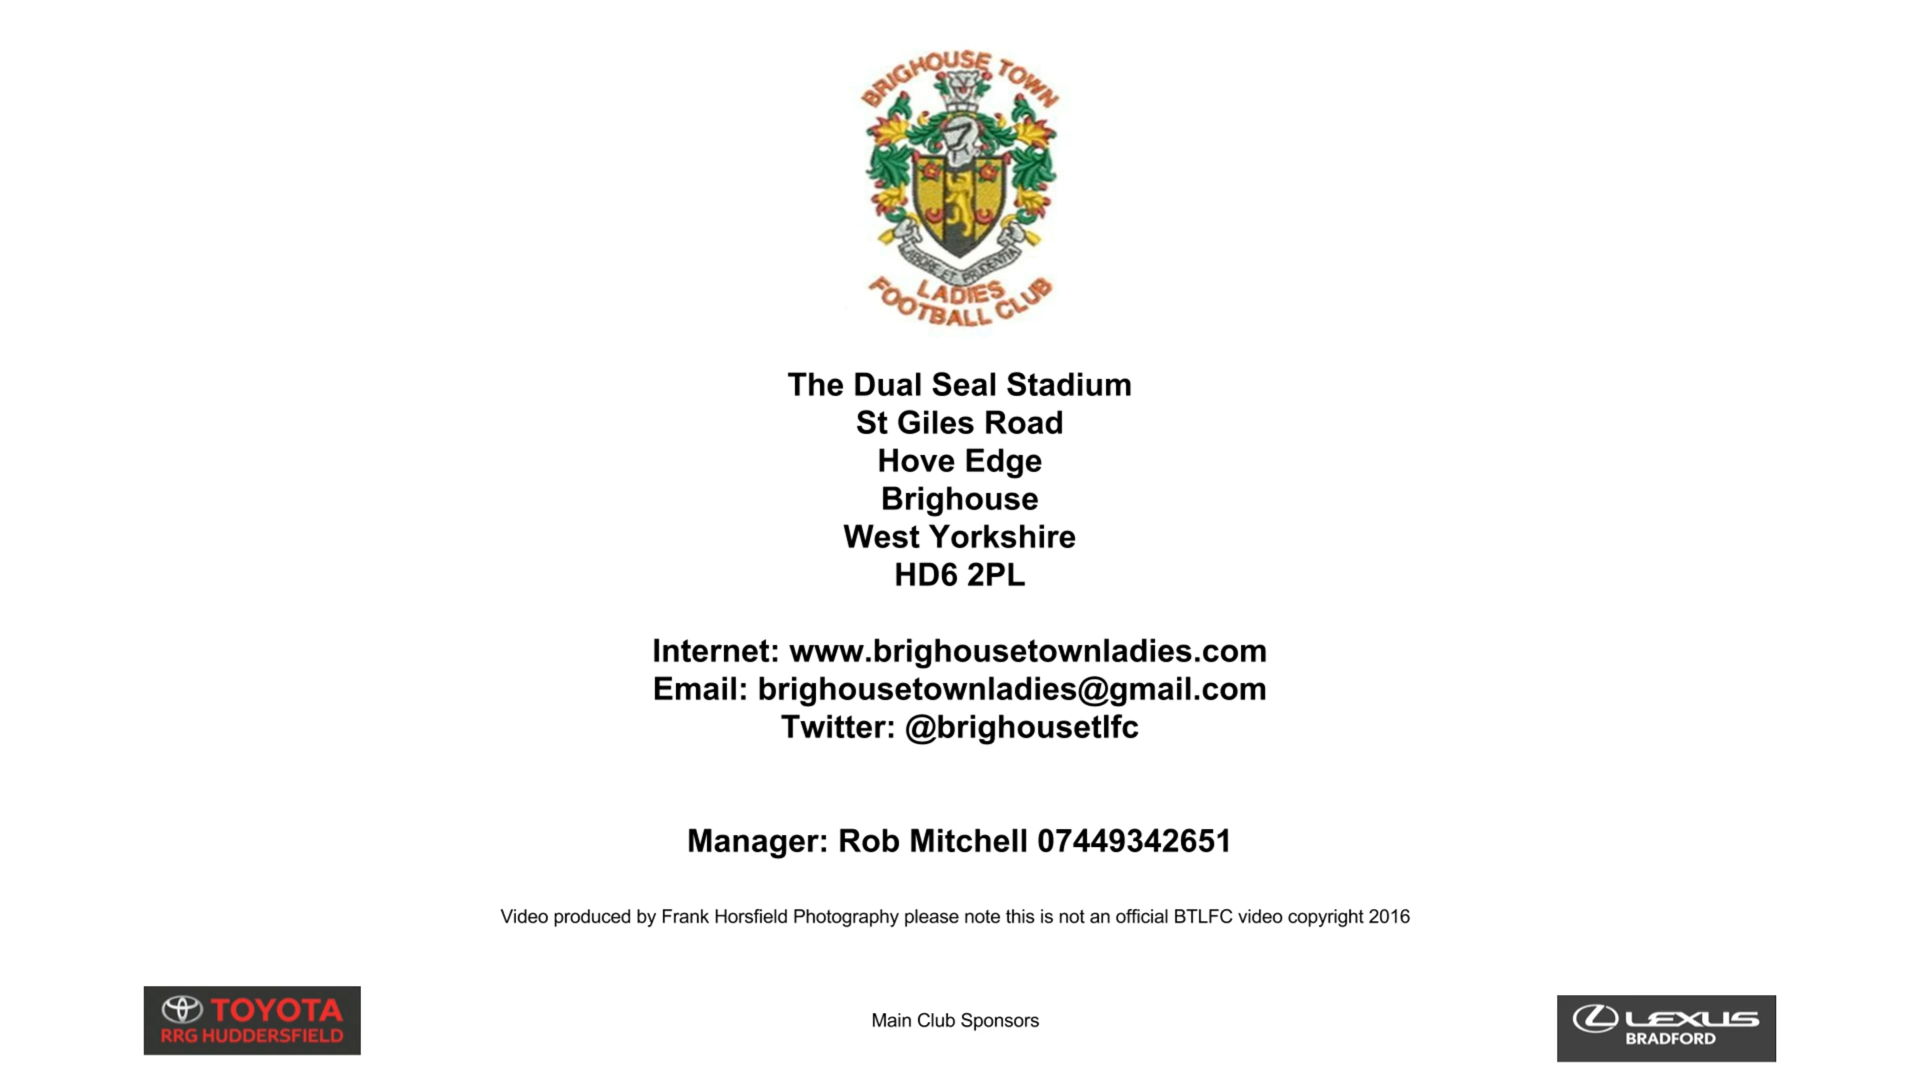 BRIGHOUSE TOWN
LABORE ET PRUDENTIA
LADIES
FOOTBALL CLUB
The Dual Seal Stadium
St Giles Road
Hove Edge
Brighouse
West Yorkshire
HD6 2PL
Internet: www.brighousetownladies.com
Email: brighousetownladies@gmail.com
Twitter: @brighousetlfc
Manager: Rob Mitchell 07449342651
Video produced by Frank Horsfield Photography please note this is not an official BTLFC video copyright 2016
TOYOTA
RRG HUDDERSFIELD
Main Club Sponsors
LEXUS
BRADFORD